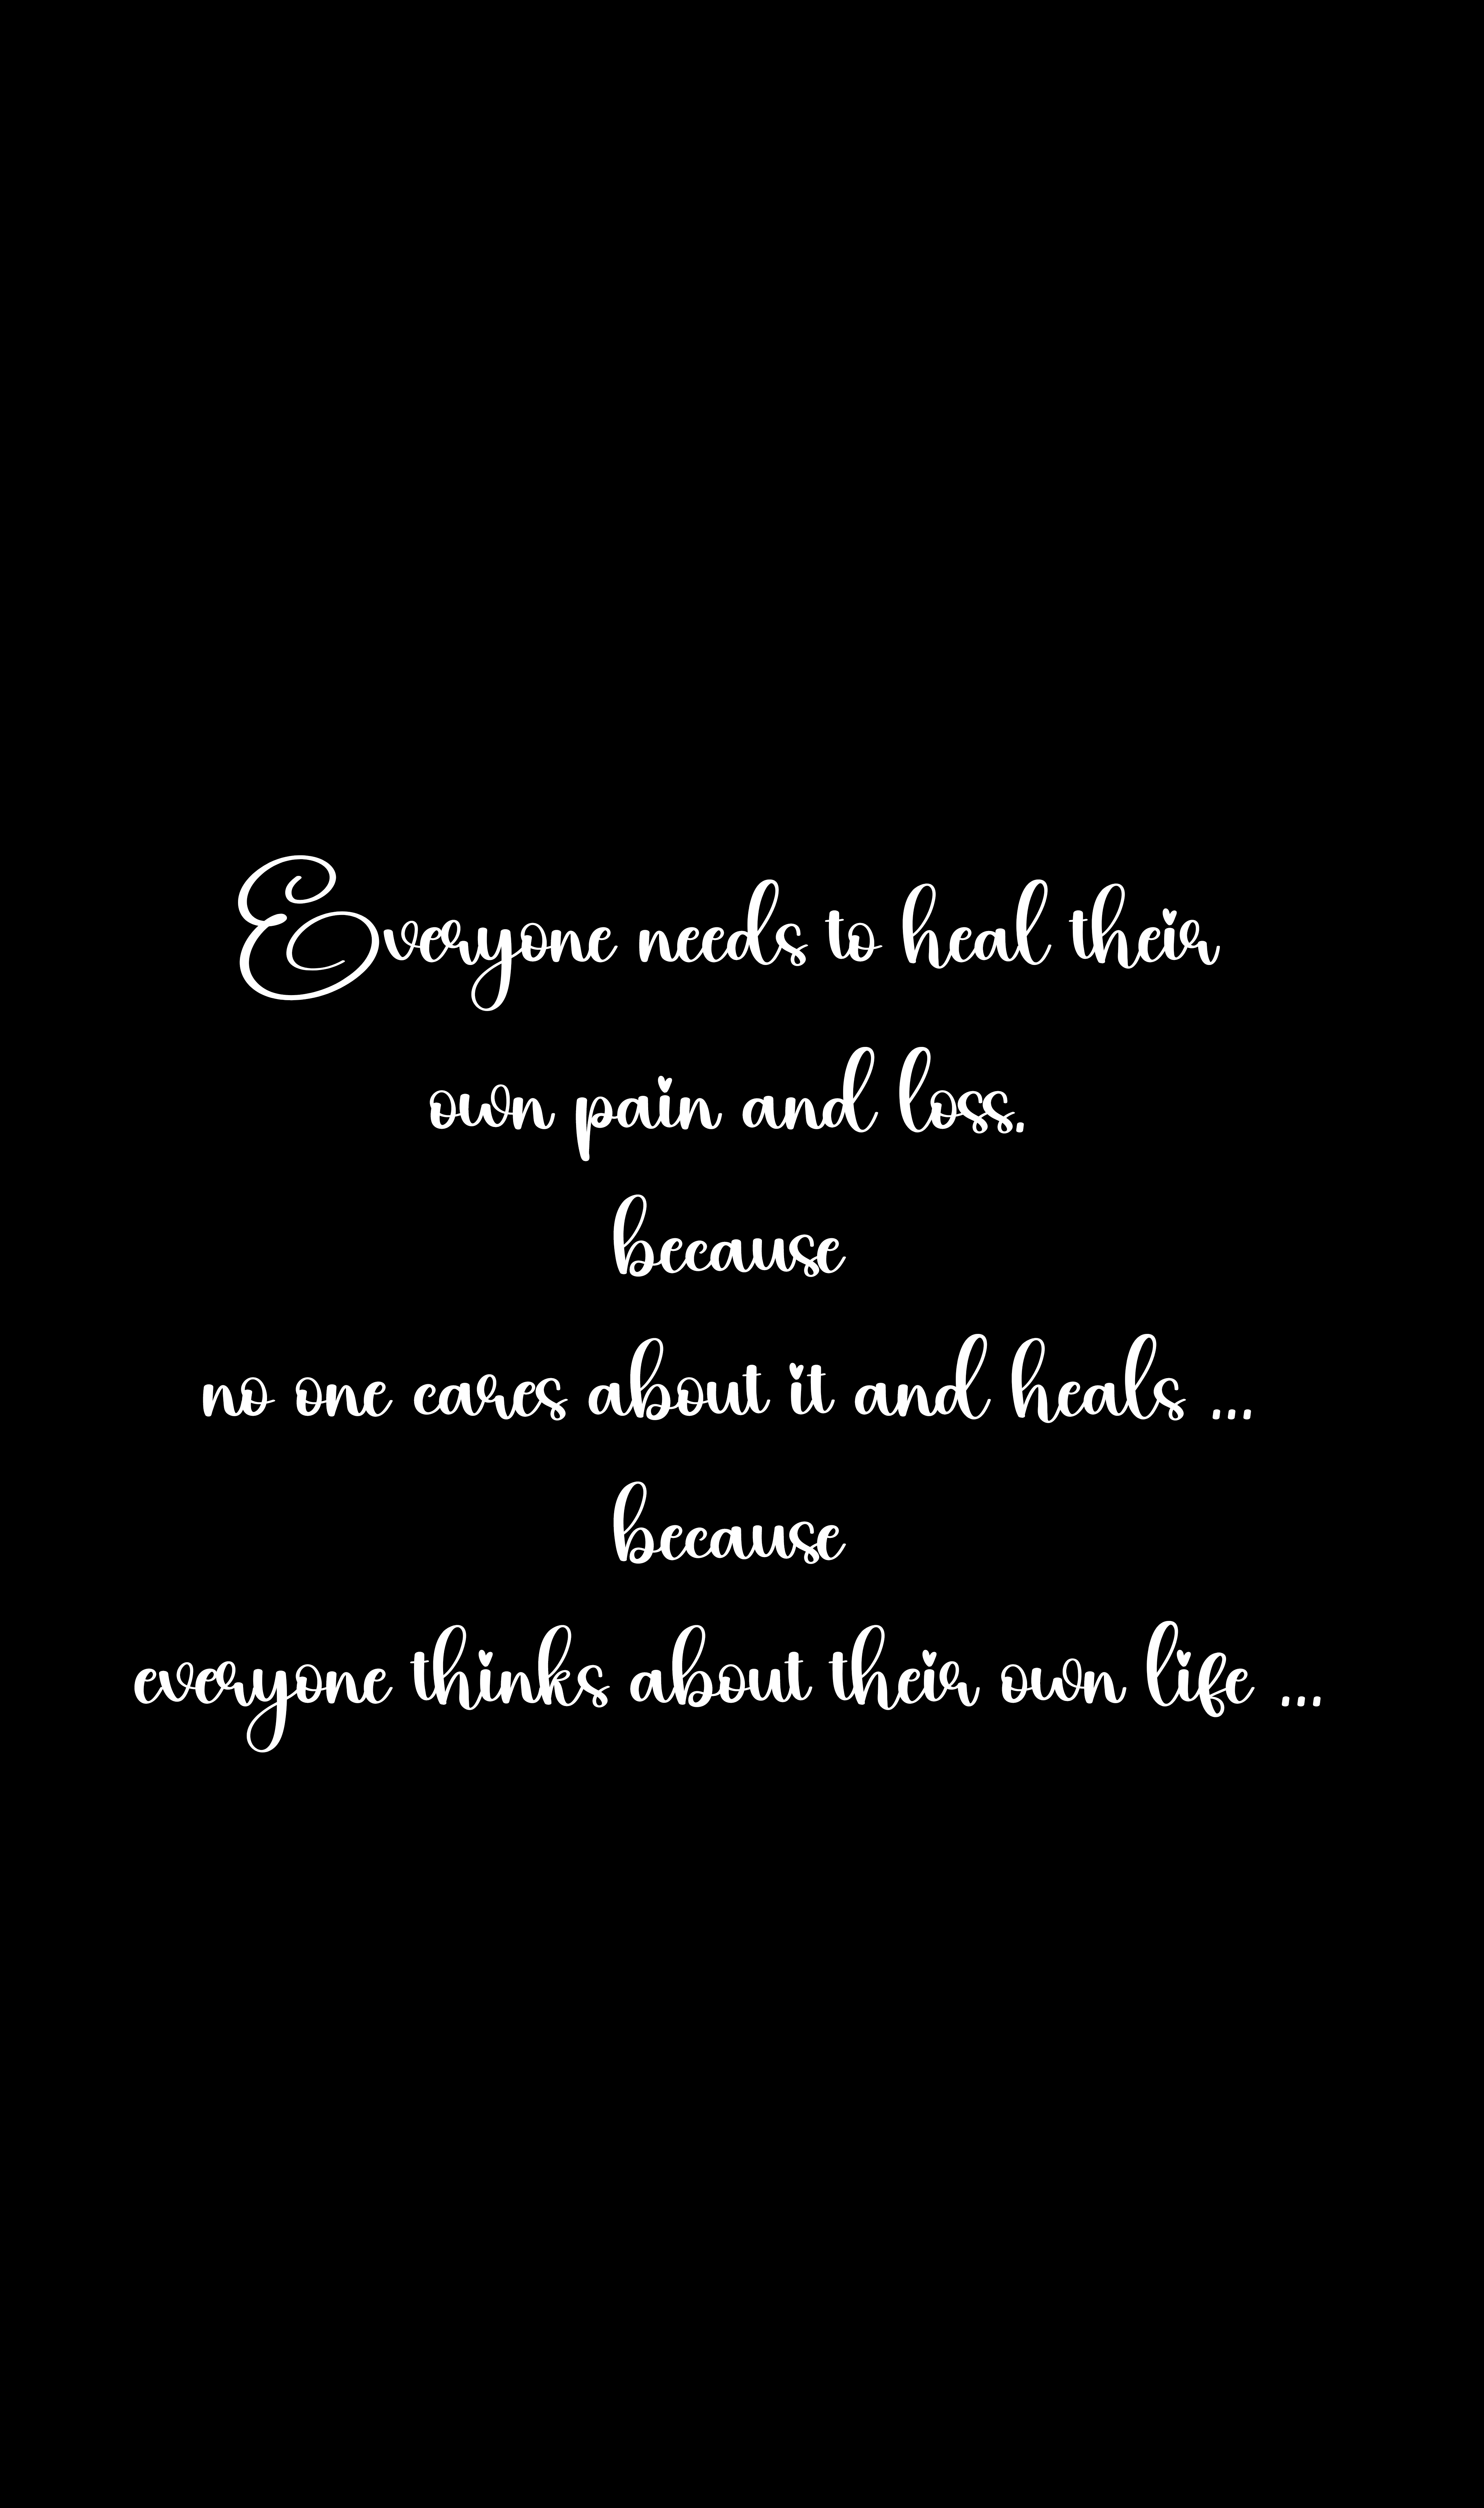 Everyone needs to heal their
own pain and loss.
because
no one cares about it and heals ...
because
everyone thinks about their own life ...